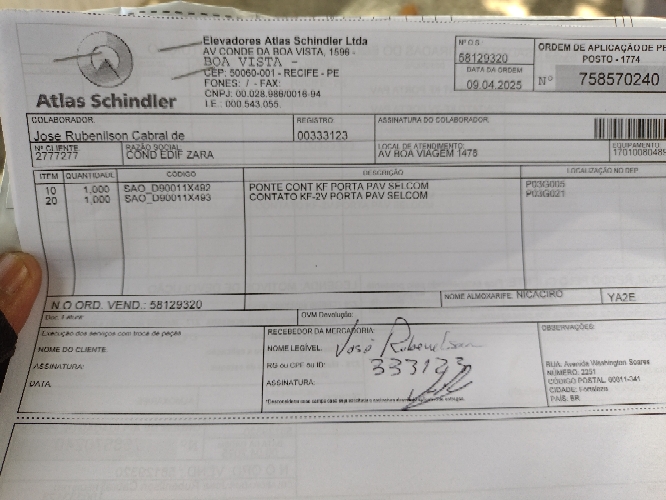 Atlas Schindler
Elevadores Atlas Schindler Ltda
AV CONDE DA BOA VISTA, 1596 -
BOA VISTA -
CEP: 50060-001 - RECIFE - PE
FONES: / - FAX:
CNPJ: 00.028.986/0016-94
I.E.: 000.543.055.
Nº O.S.
58129320
DATA DA ORDEM
09.04.2025
ORDEM DE APLICAÇÃO DE PE
POSTO - 1774
Nº 758570240
COLABORADOR:
Jose Rubenilson Cabral de
REGISTRO:
00333123
ASSINATURA DO COLABORADOR:
Nº CLIENTE
2777277
RAZÃO SOCIAL
COND EDIF ZARA
LOCAL DE ATENDIMENTO:
AV BOA VIAGEM 1476
EQUIPAMENTO:
ITEM QUANTIDADE CÓDIGO DESCRIÇÃO LOCALIZAÇÃO NO DEP.
10 1,000 SAO_D90011X492 PONTE CONT KF PORTA PAV SELCOM P03G005
20 1,000 SAO_D90011X493 CONTATO KF-2V PORTA PAV SELCOM P03G021
N O ORD. VEND.: 58129320
NOME ALMOXARIFE: NICACIRO
YA2E
OVM Devolução:
Execução dos serviços com troca de peças
NOME DO CLIENTE:
ASSINATURA:
DATA:
RECEBEDOR DA MERCADORIA:
NOME LEGÍVEL: José Rubenilson
RG ou CPF ou ID: 333123
ASSINATURA:
OBSERVAÇÕES:
RUA: Avenida Washington Soares
NÚMERO: 2351
CÓDIGO POSTAL: 60811-341
CIDADE: Fortaleza
PAÍS: BR